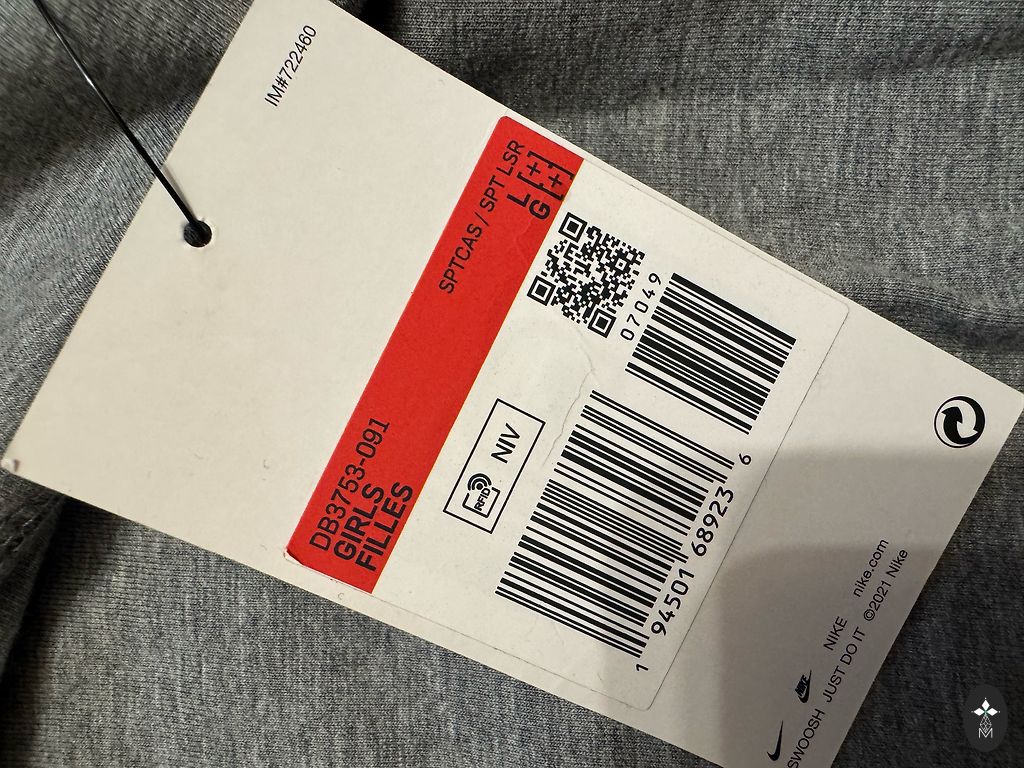 IM#722460
SPTCAS / SPT LSR
L [+]
G [+]
DB3753-091
GIRLS
FILLES
07049
RFID NIV
1 94501 68923 6
SWOOSH NIKE nike.com
JUST DO IT ©2021 Nike
NIKE
M